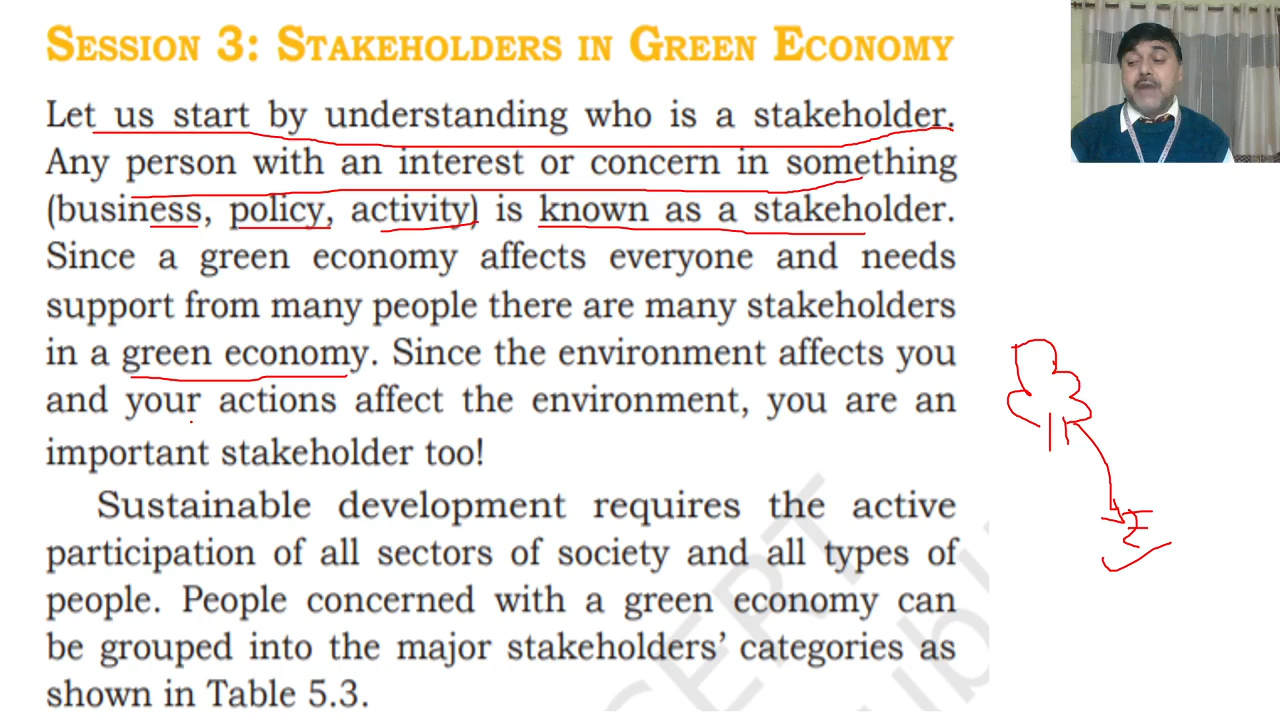 SESSION 3: STAKEHOLDERS IN GREEN ECONOMY
Let us start by understanding who is a stakeholder.
Any person with an interest or concern in something
(business, policy, activity) is known as a stakeholder.
Since a green economy affects everyone and needs
support from many people there are many stakeholders
in a green economy. Since the environment affects you
and your actions affect the environment, you are an
important stakeholder too!
₹
Sustainable development requires the active
participation of all sectors of society and all types of
people. People concerned with a green economy can
be grouped into the major stakeholders’ categories as
shown in Table 5.3.